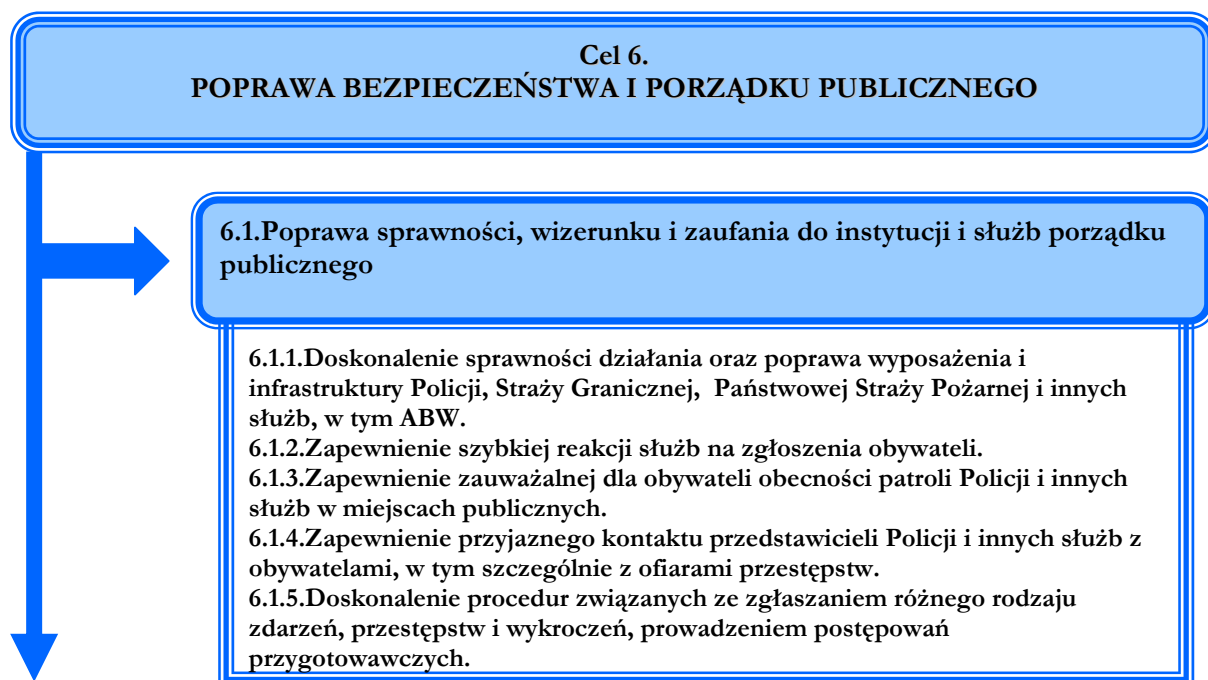 Cel 6.
POPRAWA BEZPIECZEŃSTWA I PORZĄDKU PUBLICZNEGO
6.1.Poprawa sprawności, wizerunku i zaufania do instytucji i służb porządku
publicznego
6.1.1.Doskonalenie sprawności działania oraz poprawa wyposażenia i
infrastruktury Policji, Straży Granicznej, Państwowej Straży Pożarnej i innych
służb, w tym ABW.
6.1.2.Zapewnienie szybkiej reakcji służb na zgłoszenia obywateli.
6.1.3.Zapewnienie zauważalnej dla obywateli obecności patroli Policji i innych
służb w miejscach publicznych.
6.1.4.Zapewnienie przyjaznego kontaktu przedstawicieli Policji i innych służb z
obywatelami, w tym szczególnie z ofiarami przestępstw.
6.1.5.Doskonalenie procedur związanych ze zgłaszaniem różnego rodzaju
zdarzeń, przestępstw i wykroczeń, prowadzeniem postępowań
przygotowawczych.